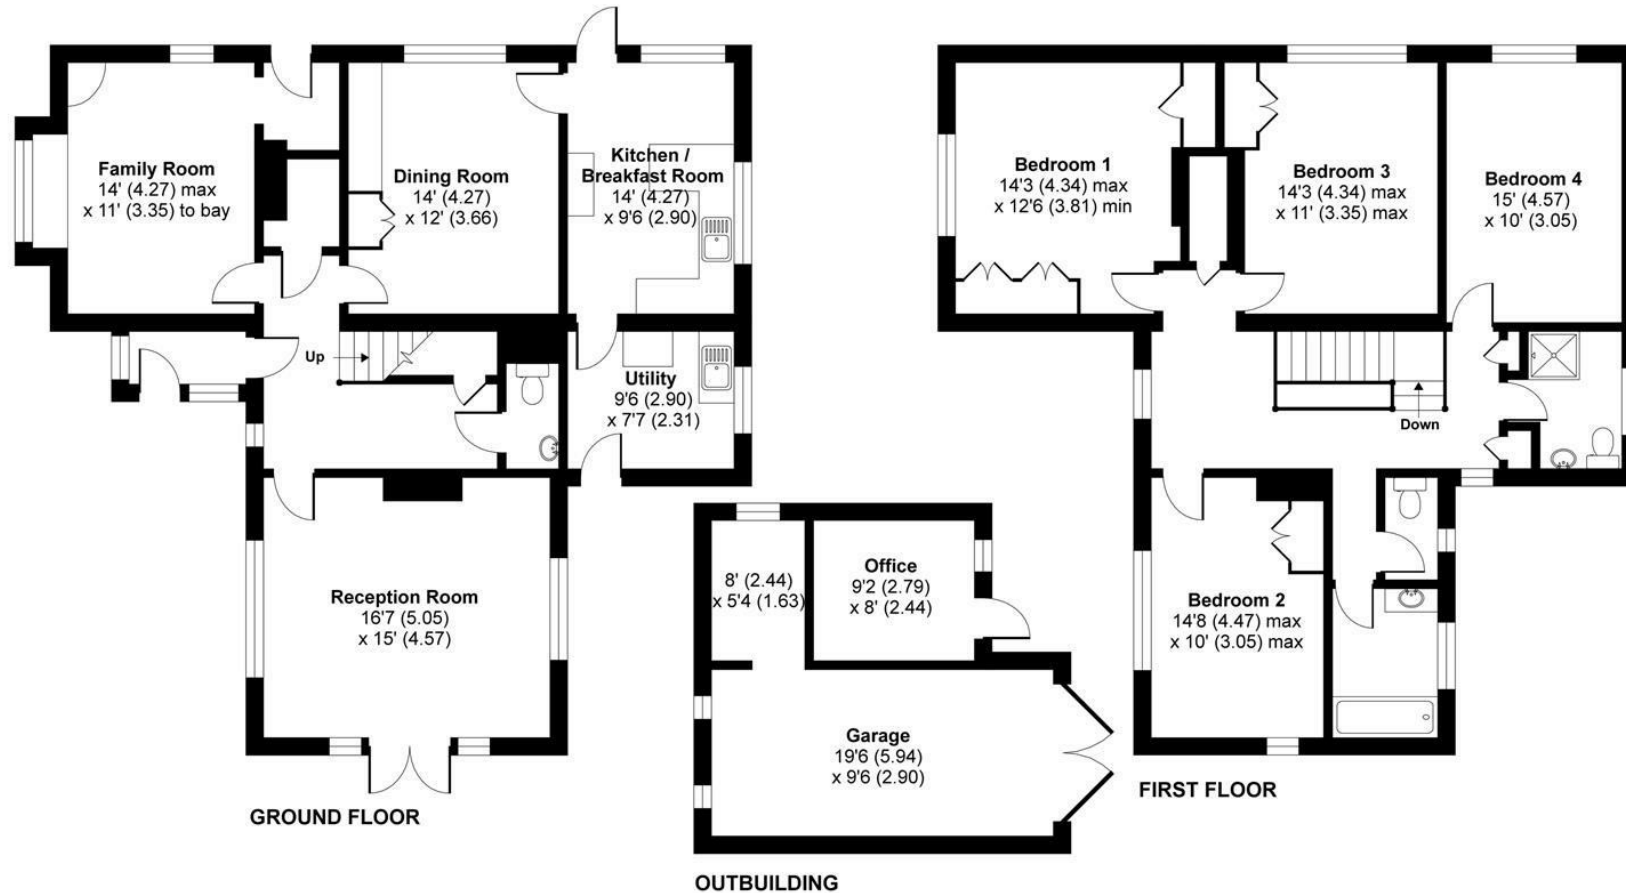 Family Room
14' (4.27) max
x 11' (3.35) to bay
Dining Room
14' (4.27)
x 12' (3.66)
Kitchen /
Breakfast Room
14' (4.27)
x 9'6 (2.90)
Up
Utility
9'6 (2.90)
x 7'7 (2.31)
Reception Room
16'7 (5.05)
x 15' (4.57)
GROUND FLOOR
8' (2.44)
x 5'4 (1.63)
Office
9'2 (2.79)
x 8' (2.44)
Garage
19'6 (5.94)
x 9'6 (2.90)
OUTBUILDING
Bedroom 1
14'3 (4.34) max
x 12'6 (3.81) min
Bedroom 3
14'3 (4.34) max
x 11' (3.35) max
Bedroom 4
15' (4.57)
x 10' (3.05)
Down
Bedroom 2
14'8 (4.47) max
x 10' (3.05) max
FIRST FLOOR